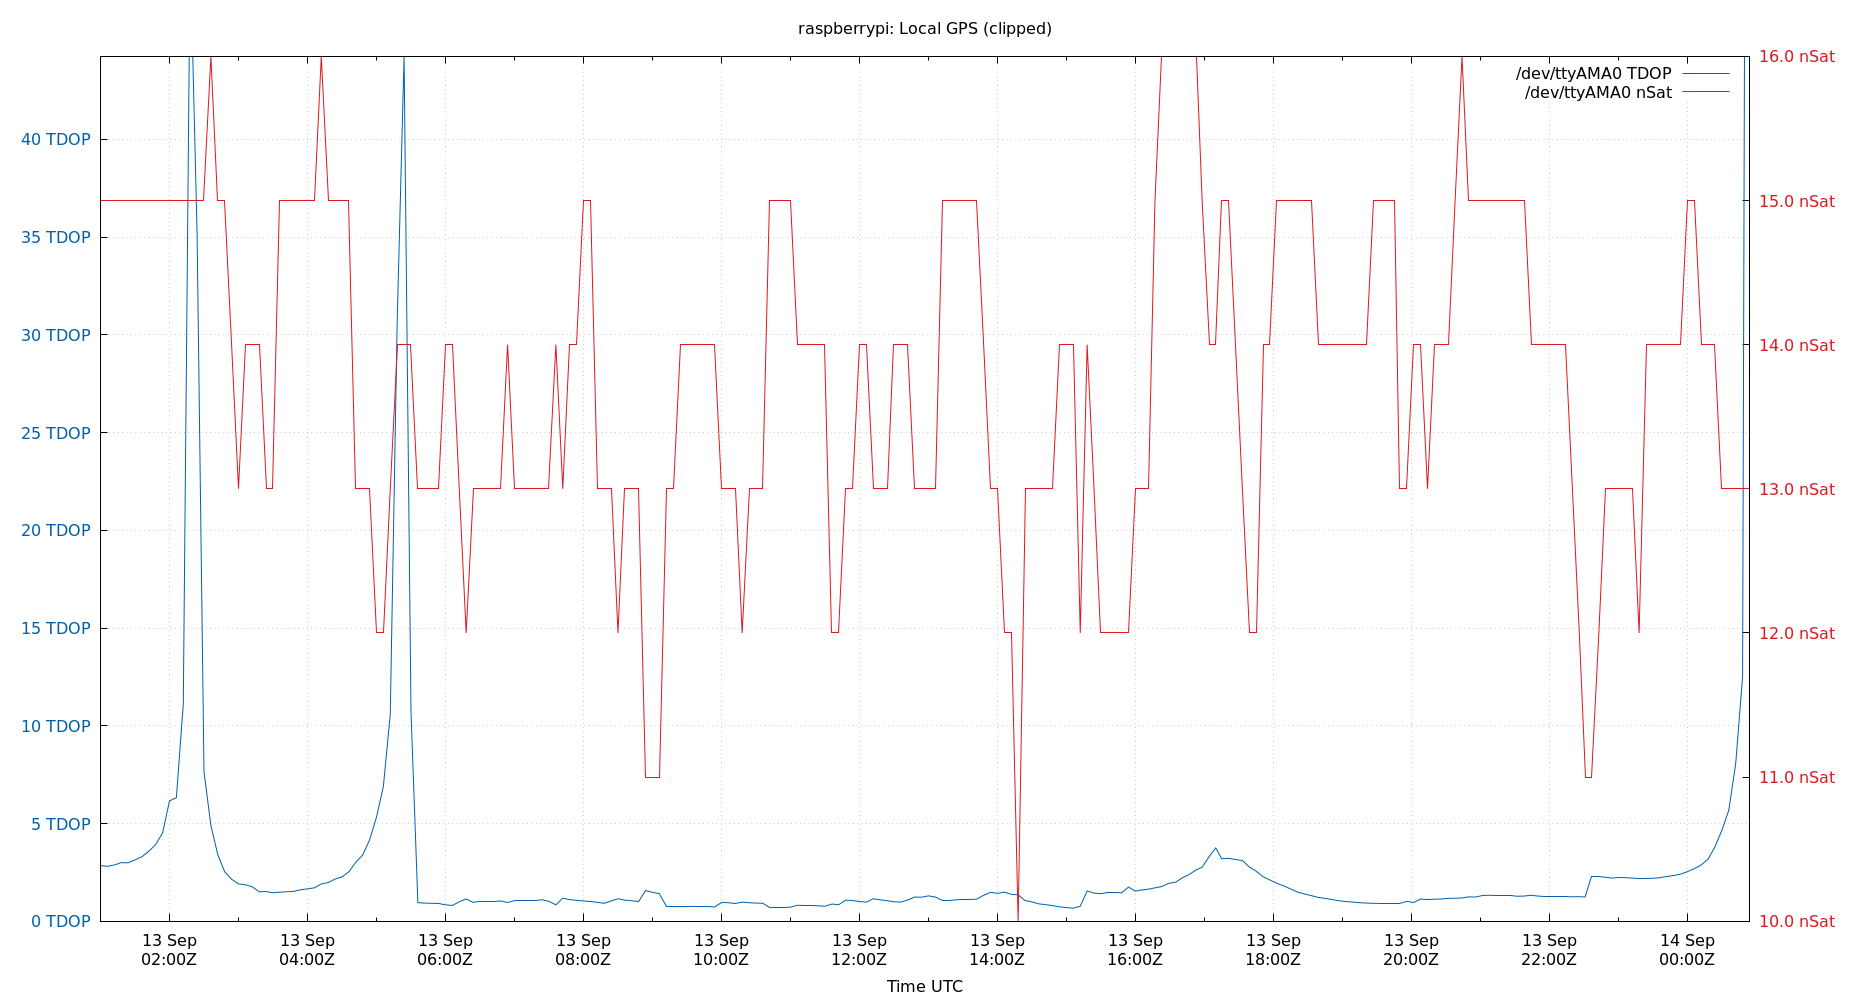 raspberrypi: Local GPS (clipped)
/dev/ttyAMA0 TDOP
/dev/ttyAMA0 nSat
40 TDOP
35 TDOP
30 TDOP
25 TDOP
20 TDOP
15 TDOP
10 TDOP
5 TDOP
0 TDOP
16.0 nSat
15.0 nSat
14.0 nSat
13.0 nSat
12.0 nSat
11.0 nSat
10.0 nSat
13 Sep 13 Sep 13 Sep 13 Sep 13 Sep 13 Sep 13 Sep 13 Sep 13 Sep 13 Sep 13 Sep 14 Sep
02:00Z 04:00Z 06:00Z 08:00Z 10:00Z 12:00Z 14:00Z 16:00Z 18:00Z 20:00Z 22:00Z 00:00Z
Time UTC